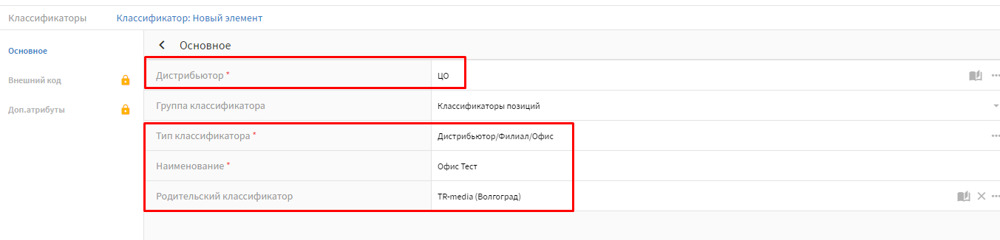 Классификаторы Классификатор: Новый элемент
Основное
Внешний код
Доп.атрибуты
Основное
Дистрибьютор * ЦО
Группа классификатора Классификаторы позиций
Тип классификатора * Дистрибьютор/Филиал/Офис
Наименование * Офис Тест
Родительский классификатор TR-media (Волгоград)